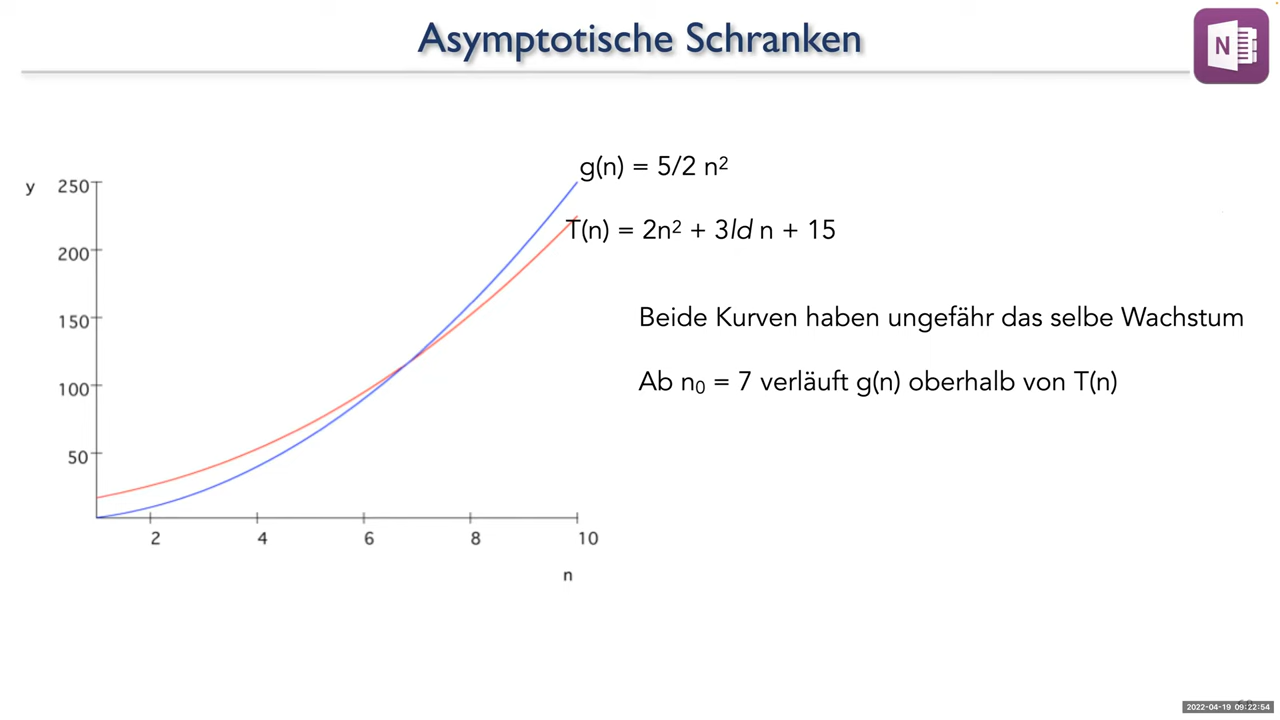 Asymptotische Schranken
N
g(n) = 5/2 n²
T(n) = 2n² + 3ld n + 15
Beide Kurven haben ungefähr das selbe Wachstum
Ab n₀ = 7 verläuft g(n) oberhalb von T(n)
y
250
200
150
100
50
2 4 6 8 10
n
2022-04-19 09:22:54